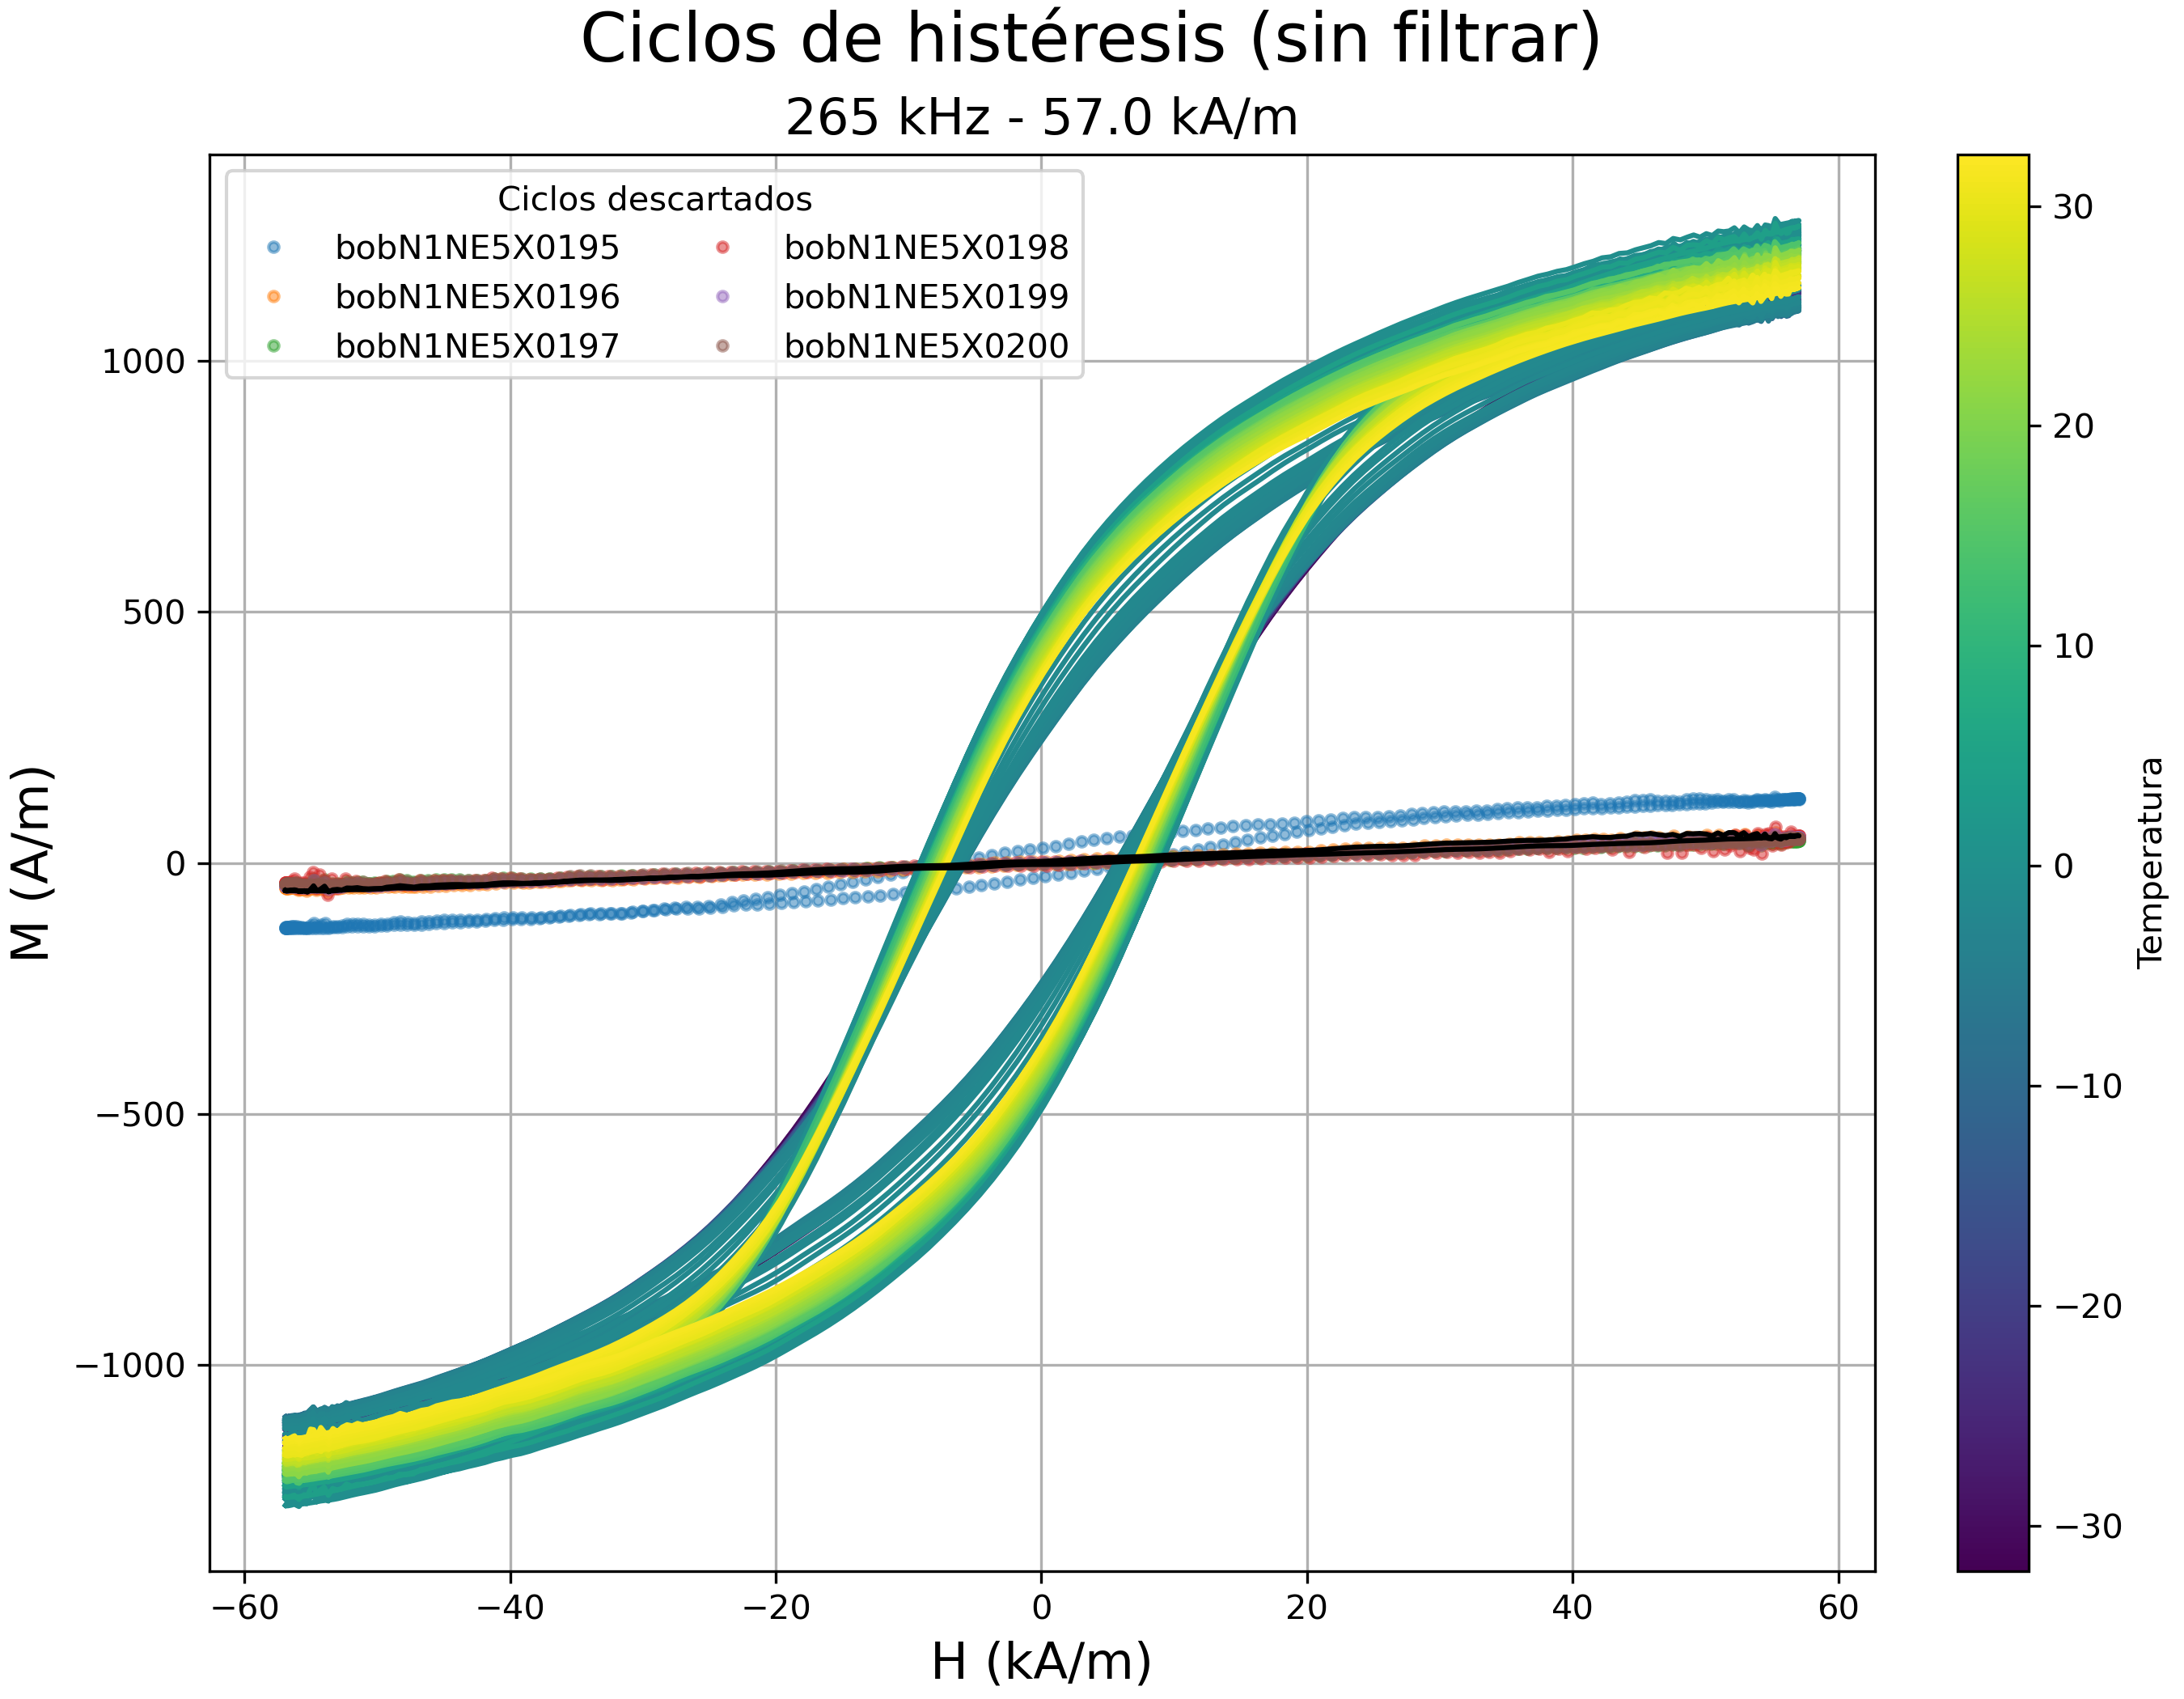 Ciclos de histéresis (sin filtrar)
265 kHz - 57.0 kA/m
Ciclos descartados
bobN1NE5X0195
bobN1NE5X0196
bobN1NE5X0197
bobN1NE5X0198
bobN1NE5X0199
bobN1NE5X0200
M (A/m)
1000
500
0
−500
−1000
−60
−40
−20
0
20
40
60
H (kA/m)
30
20
10
0
−10
−20
−30
Temperatura